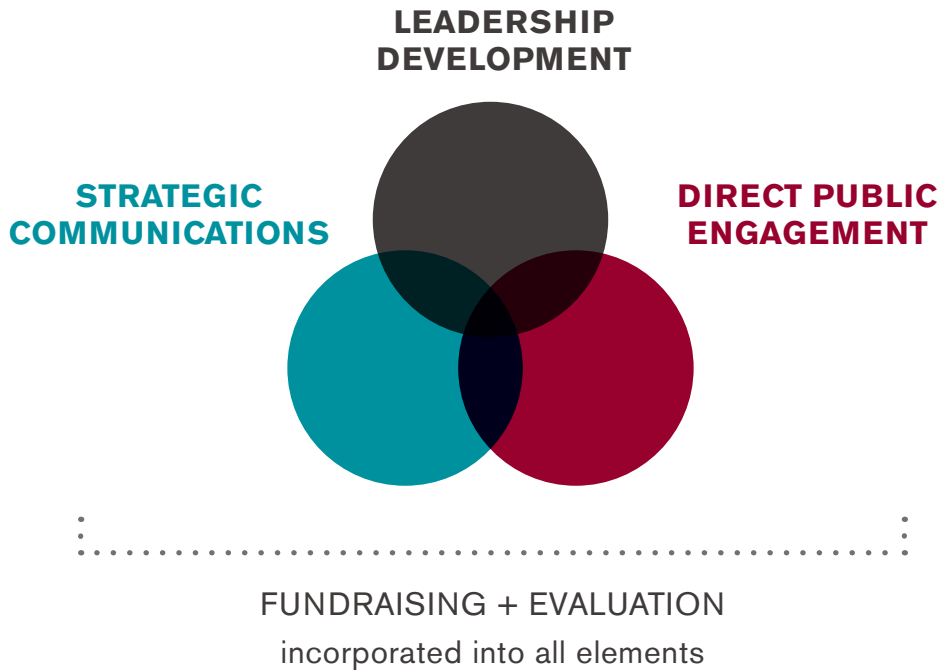 LEADERSHIP
DEVELOPMENT
STRATEGIC
COMMUNICATIONS
DIRECT PUBLIC
ENGAGEMENT
FUNDRAISING + EVALUATION
incorporated into all elements